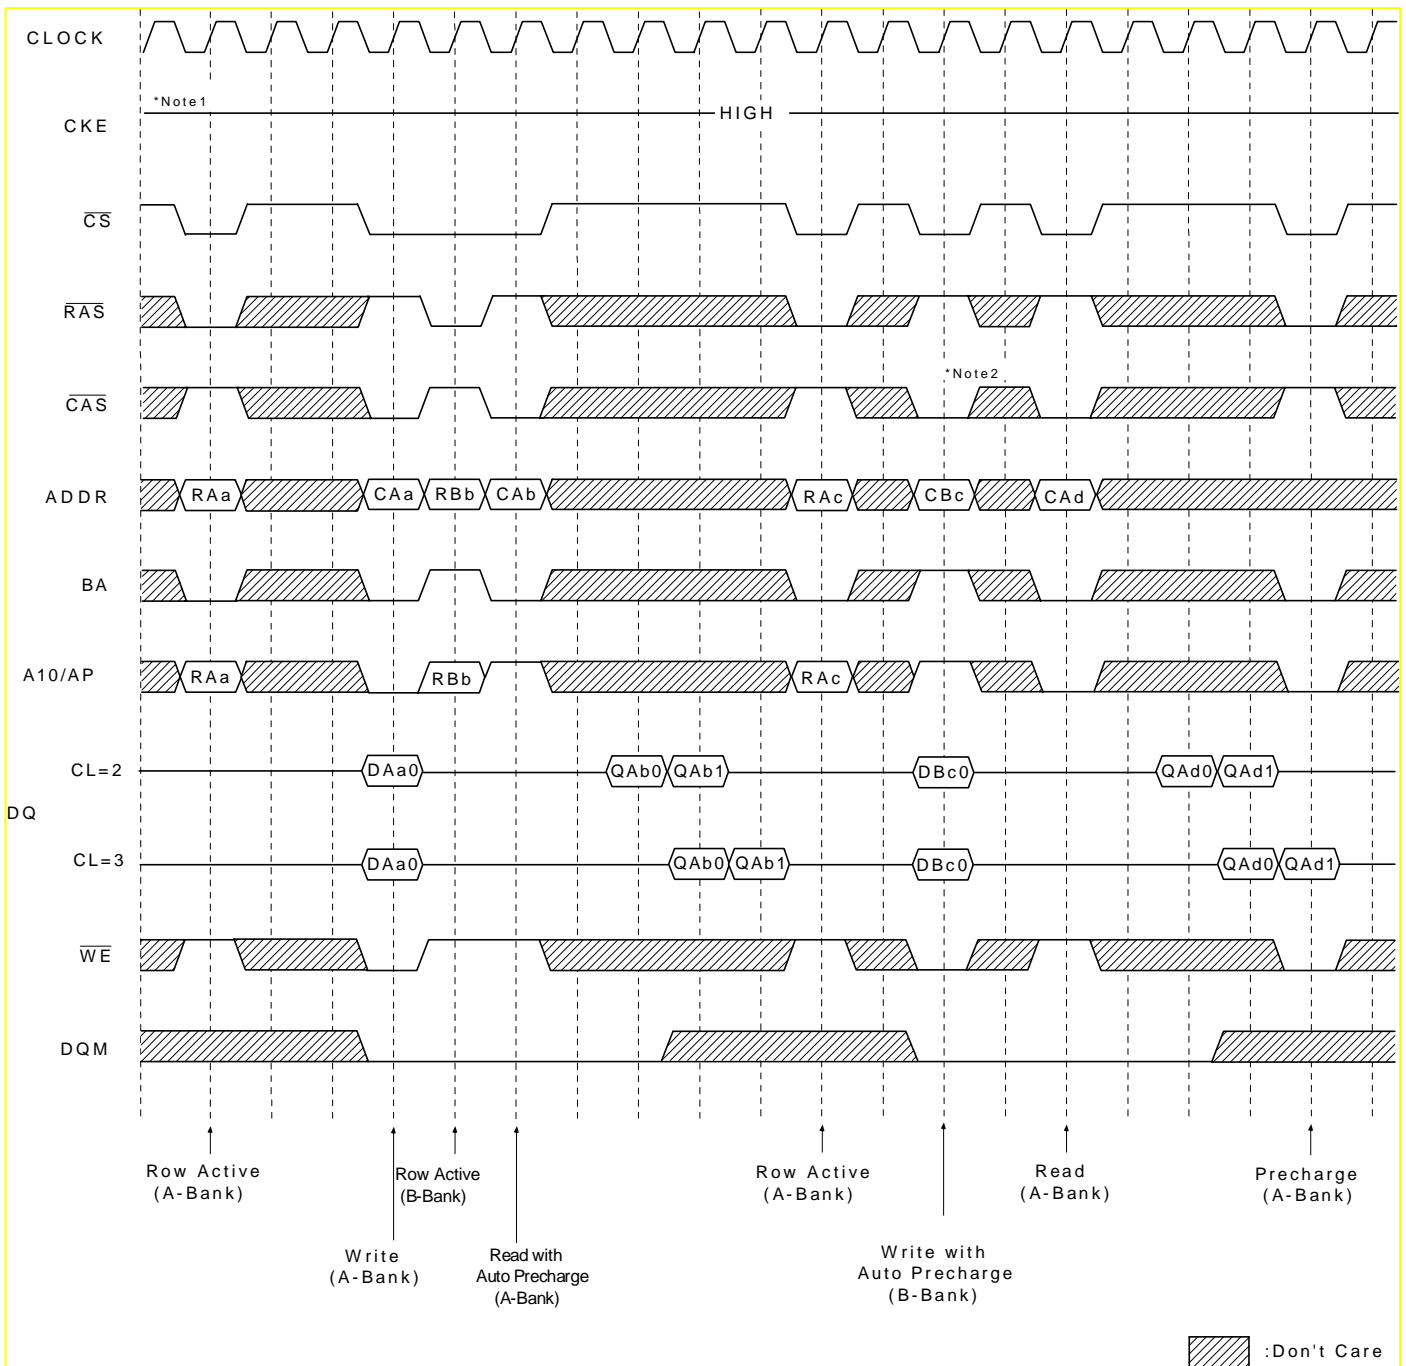 CLOCK
*Note1
CKE
HIGH
CS
RAS
*Note2
CAS
ADDR
RAa CAa RBb CAb RAc CBc CAd
BA
A10/AP
RAa RBb RAc
CL=2
DAa0 QAb0 QAb1 DBc0 QAd0 QAd1
DQ
CL=3
DAa0 QAb0 QAb1 DBc0 QAd0 QAd1
WE
DQM
Row Active
(A-Bank)
Write
(A-Bank)
Row Active
(B-Bank)
Read with
Auto Precharge
(A-Bank)
Row Active
(A-Bank)
Write with
Auto Precharge
(B-Bank)
Read
(A-Bank)
Precharge
(A-Bank)
:Don't Care